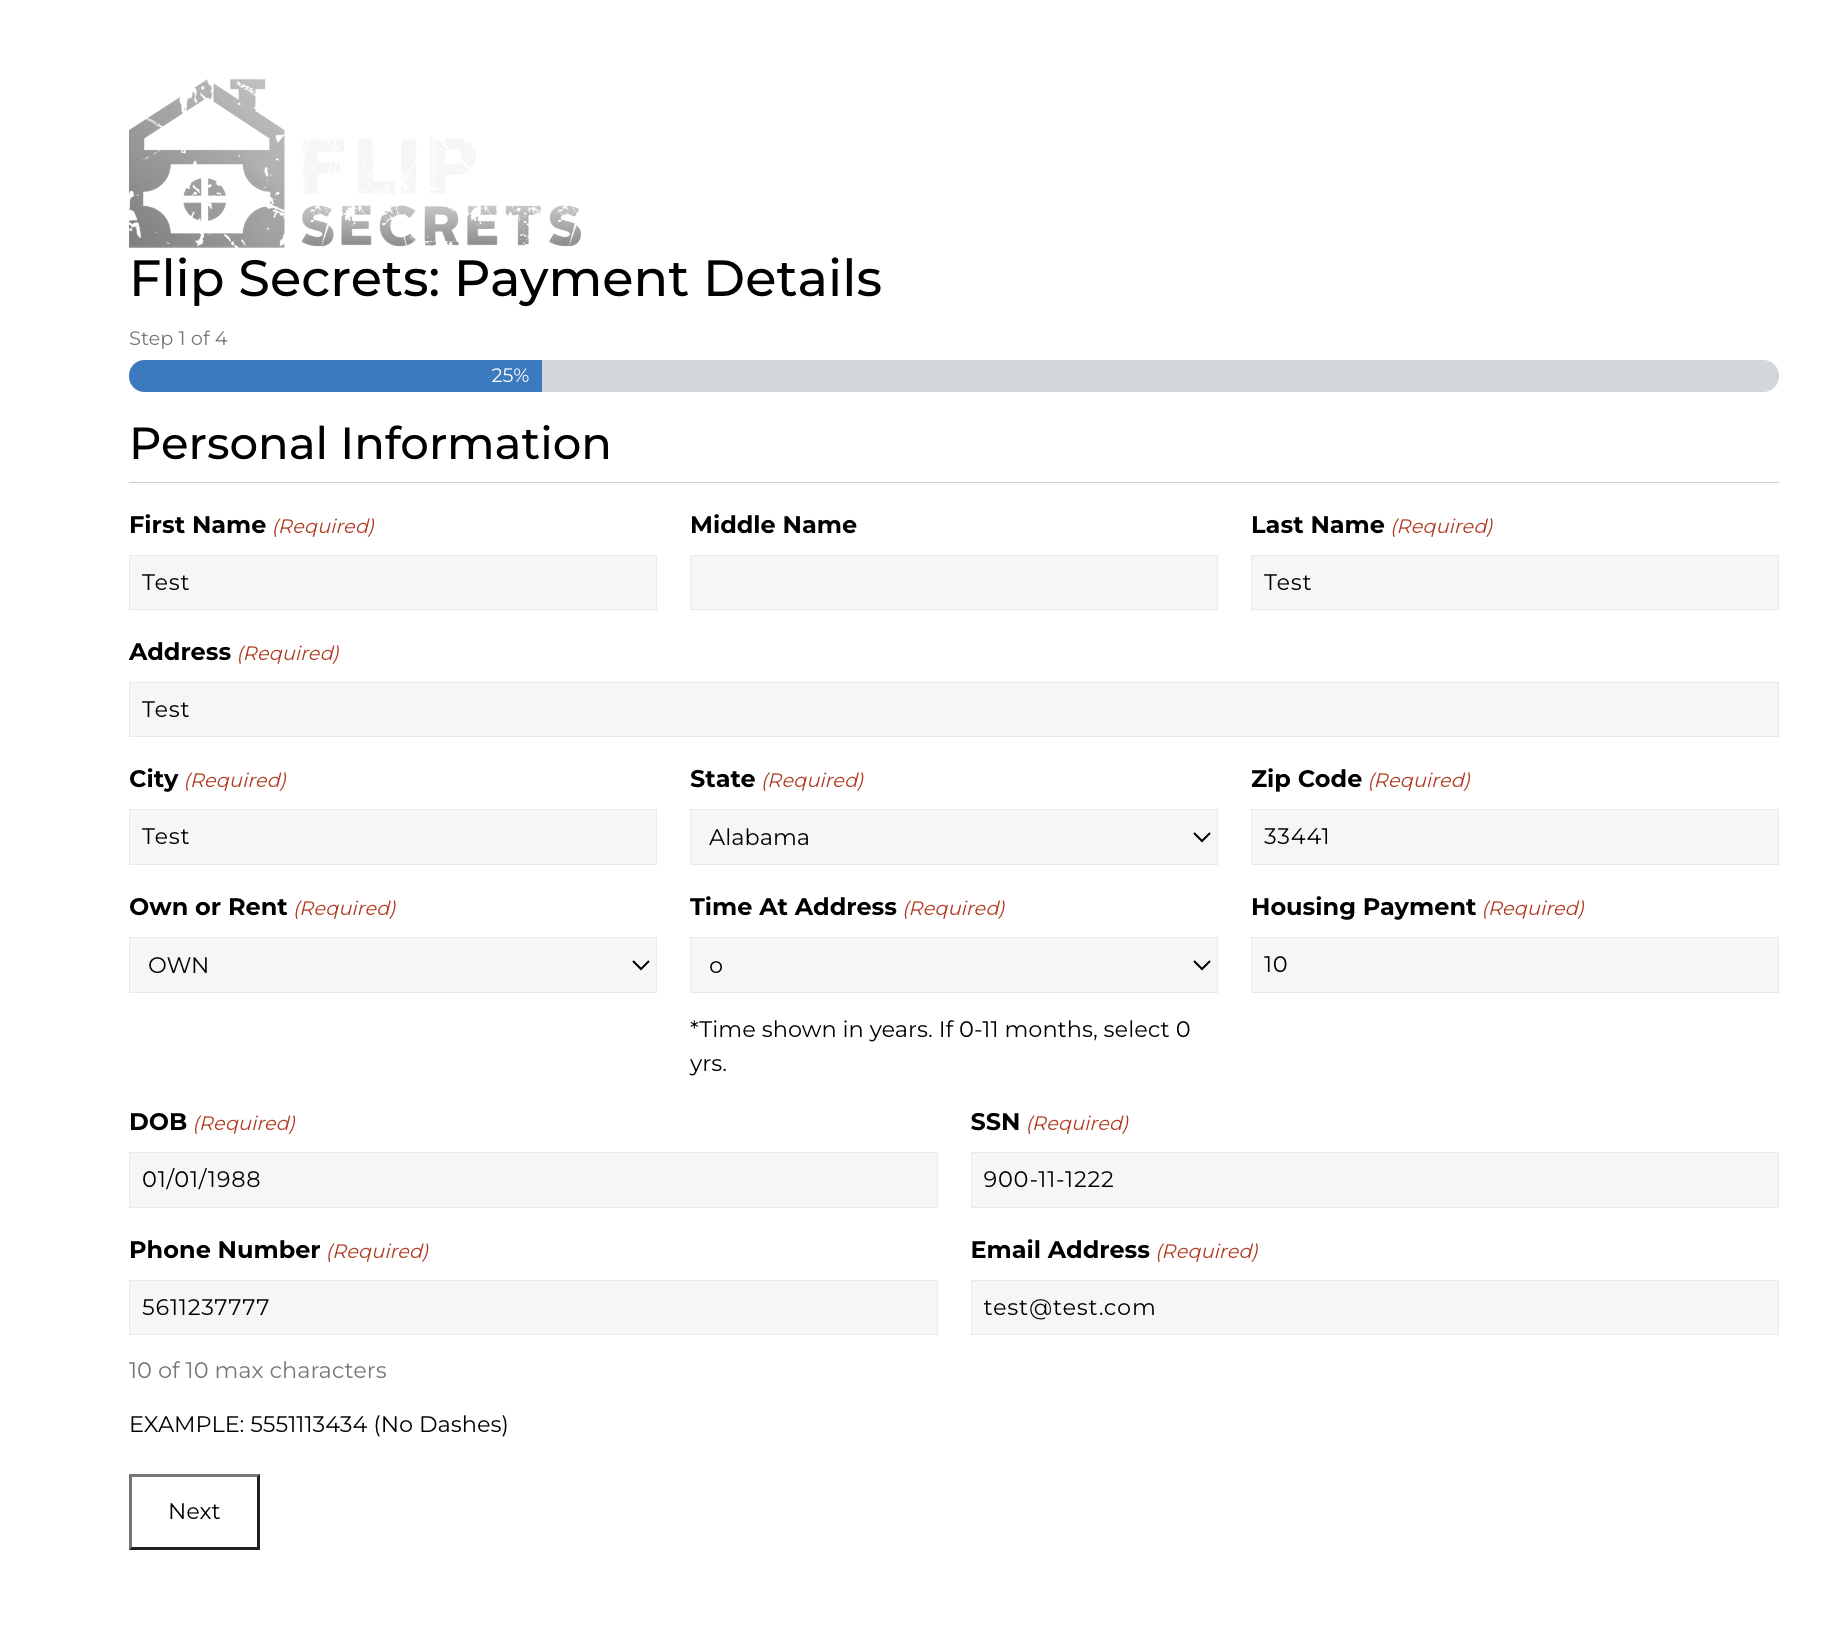 FLIP
SECRETS
Flip Secrets: Payment Details
Step 1 of 4
25%
Personal Information
First Name (Required) Middle Name Last Name (Required)
Test Test
Address (Required)
Test
City (Required) State (Required) Zip Code (Required)
Test Alabama 33441
Own or Rent (Required) Time At Address (Required) Housing Payment (Required)
OWN o 10
*Time shown in years. If 0-11 months, select 0
yrs.
DOB (Required) SSN (Required)
01/01/1988 900-11-1222
Phone Number (Required) Email Address (Required)
5611237777 test@test.com
10 of 10 max characters
EXAMPLE: 5551113434 (No Dashes)
Next